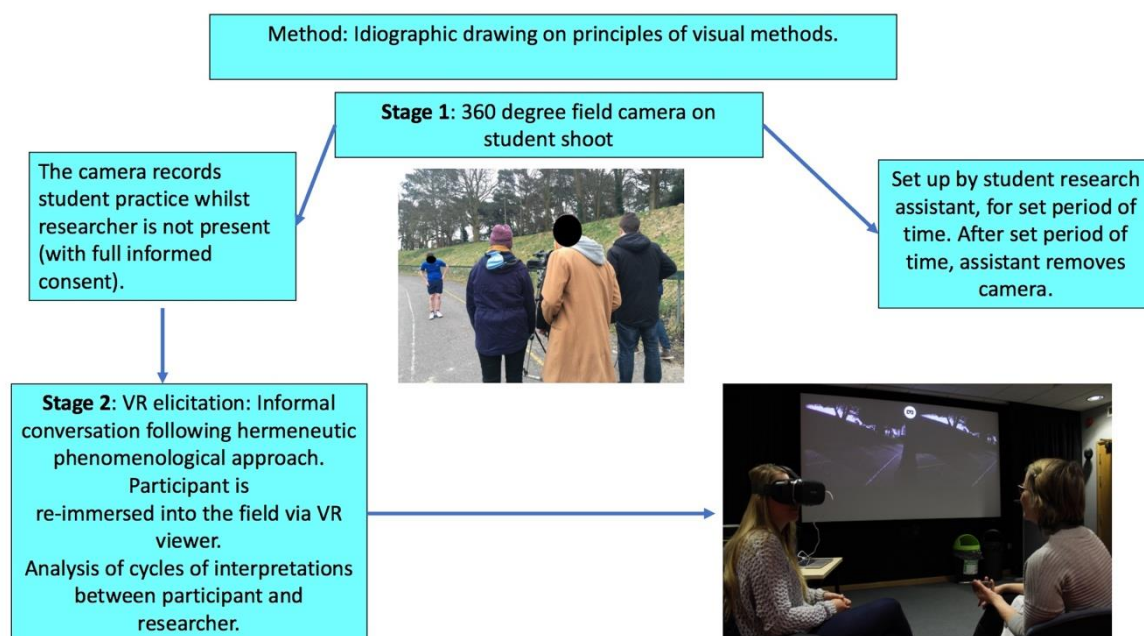 Method: Idiographic drawing on principles of visual methods.
Stage 1: 360 degree field camera on
student shoot
The camera records
student practice whilst
researcher is not present
(with full informed
consent).
Set up by student research
assistant, for set period of
time. After set period of
time, assistant removes
camera.
Stage 2: VR elicitation: Informal
conversation following hermeneutic
phenomenological approach.
Participant is
re-immersed into the field via VR
viewer.
Analysis of cycles of interpretations
between participant and
researcher.